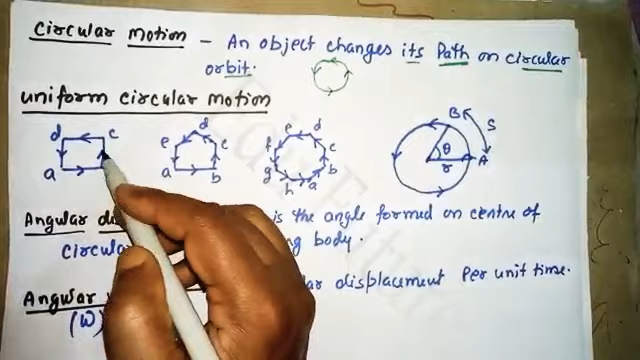 Circular motion - An object changes its Path on circular
orbit.
uniform circular motion
d c
a
d
e c
a b
e d
f c
g b
h a
B S
θ
r A
Angular is the angle formed on centre of
ing body.
Angular displacement Per unit time.
(W)